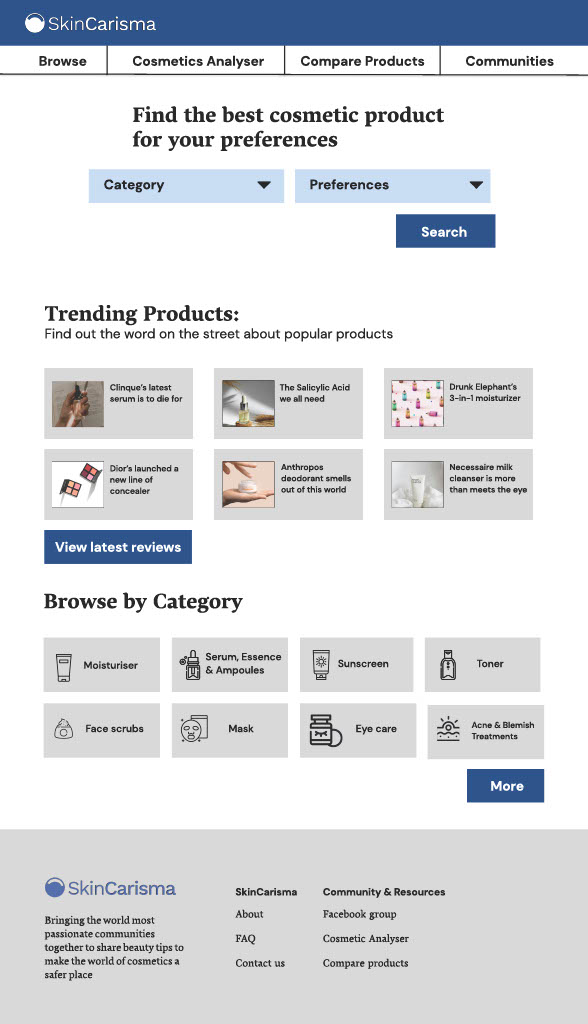 SkinCarisma
Browse
Cosmetics Analyser
Compare Products
Communities
Find the best cosmetic product
for your preferences
Category
Preferences
Search
Trending Products:
Find out the word on the street about popular products
Clinque's latest
serum is to die for
The Salicylic Acid
we all need
Drunk Elephant's
3-in-1 moisturizer
Dior's launched a
new line of
concealer
Anthropos
deodorant smells
out of this world
Necessaire milk
cleanser is more
than meets the eye
View latest reviews
Browse by Category
Moisturiser
Serum, Essence
& Ampoules
Sunscreen
Toner
Face scrubs
Mask
Eye care
Acne & Blemish
Treatments
More
SkinCarisma
Bringing the world most
passionate communities
together to share beauty tips to
make the world of cosmetics a
safer place
SkinCarisma
About
FAQ
Contact us
Community & Resources
Facebook group
Cosmetic Analyser
Compare products